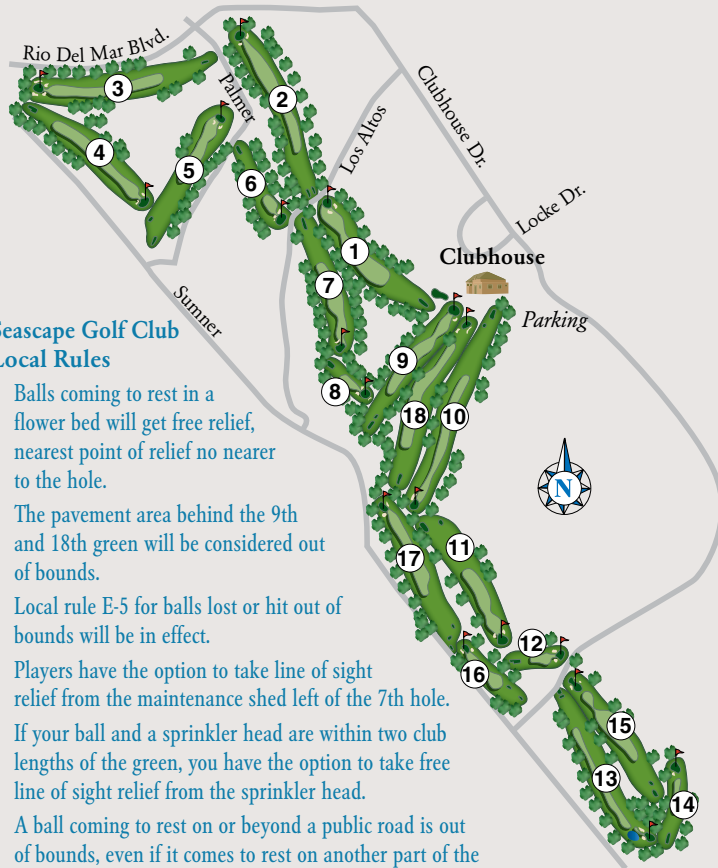 Rio Del Mar Blvd.
Palmer
Los Altos
Clubhouse Dr.
Locke Dr.
Sumner
3
2
4
5
6
1
7
Clubhouse
Parking
9
8
18
10
N
17
11
12
16
15
13
14
Seascape Golf Club
Local Rules
Balls coming to rest in a
flower bed will get free relief,
nearest point of relief no nearer
to the hole.
The pavement area behind the 9th
and 18th green will be considered out
of bounds.
Local rule E-5 for balls lost or hit out of
bounds will be in effect.
Players have the option to take line of sight
relief from the maintenance shed left of the 7th hole.
If your ball and a sprinkler head are within two club
lengths of the green, you have the option to take free
line of sight relief from the sprinkler head.
A ball coming to rest on or beyond a public road is out
of bounds, even if it comes to rest on another part of the